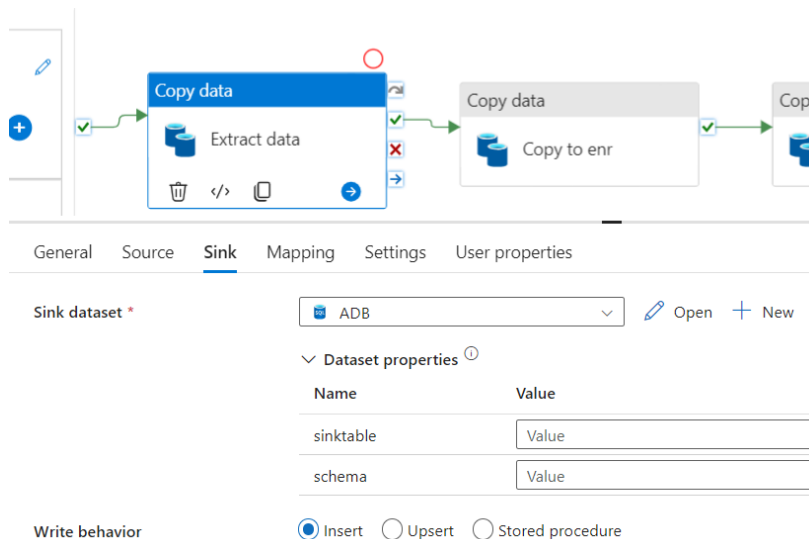 Copy data
Extract data
Copy data
Copy to enr
Cop
General Source Sink Mapping Settings User properties
Sink dataset * ADB Open New
Dataset properties
Name Value
sinktable Value
schema Value
Write behavior Insert Upsert Stored procedure